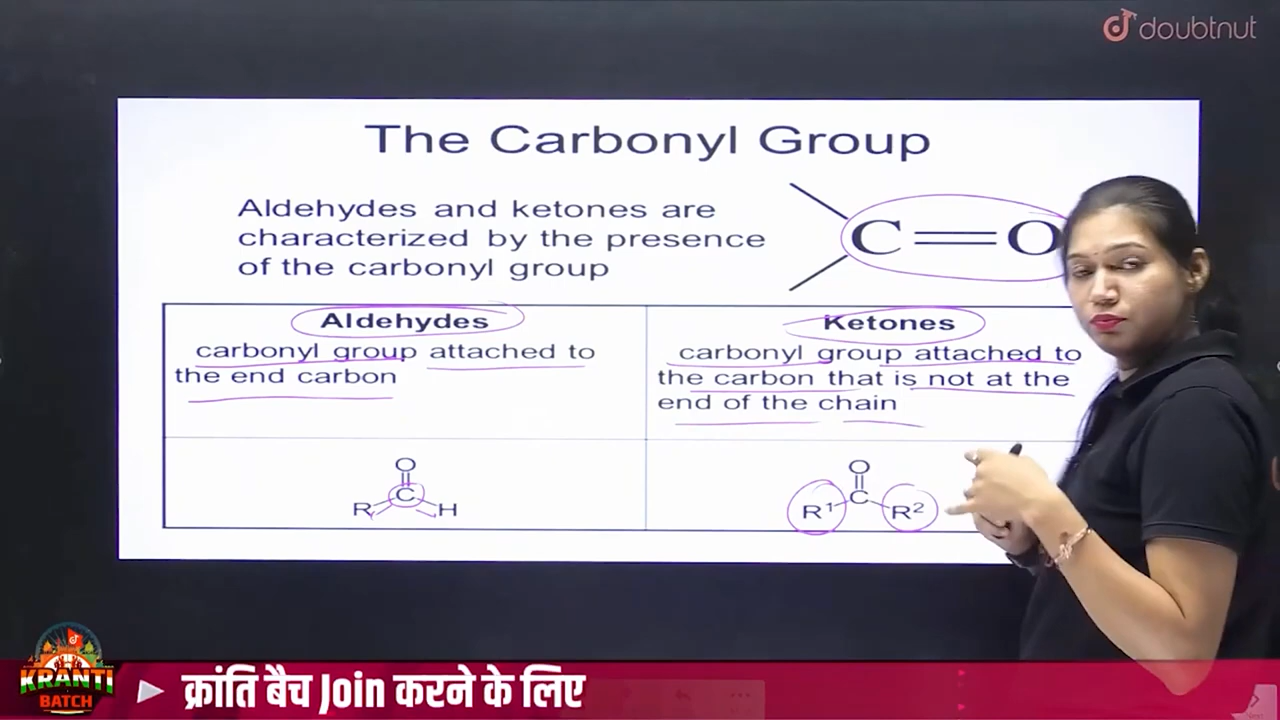 doubtnut
The Carbonyl Group
Aldehydes and ketones are
characterized by the presence
of the carbonyl group
C
O
Aldehydes
carbonyl group attached to
the end carbon
Ketones
carbonyl group attached to
the carbon that is not at the
end of the chain
O
C
R
H
O
C
R¹
R²
KRANTI
BATCH
क्रांति बैच Join करने के लिए